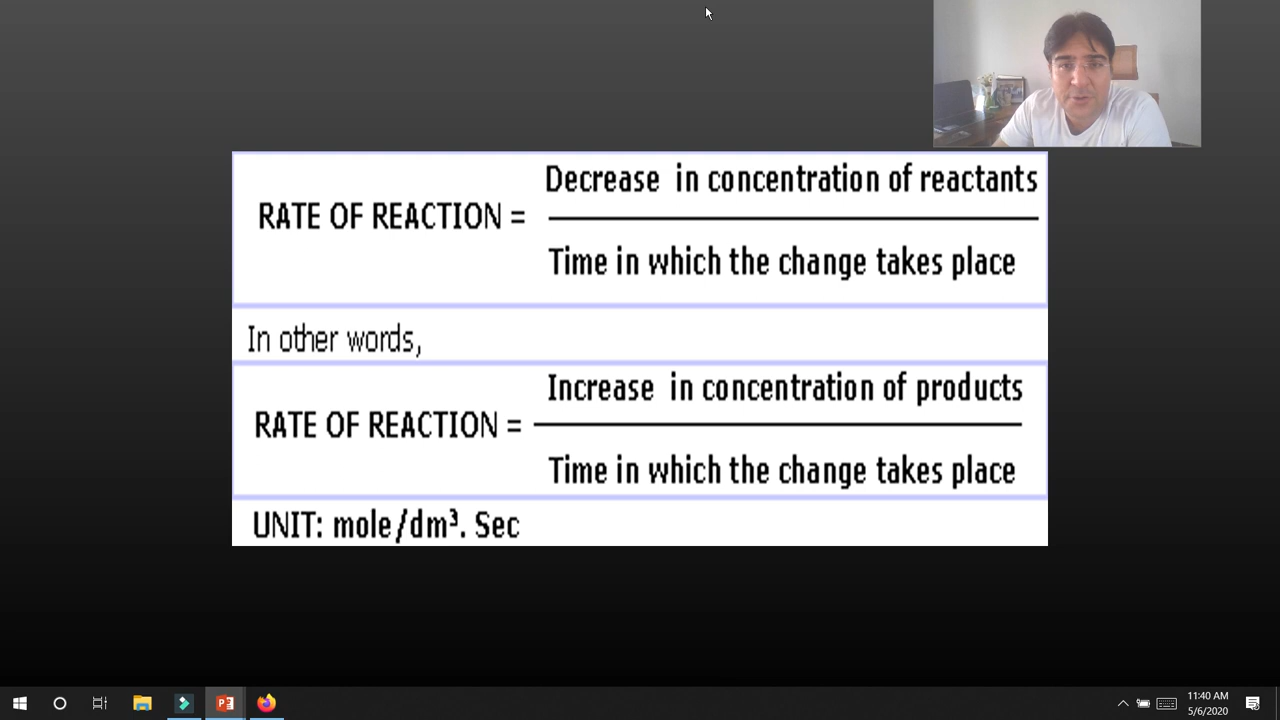 Decrease in concentration of reactants
RATE OF REACTION =
Time in which the change takes place
In other words,
Increase in concentration of products
RATE OF REACTION =
Time in which the change takes place
UNIT: mole/dm³. Sec
11:40 AM
5/6/2020